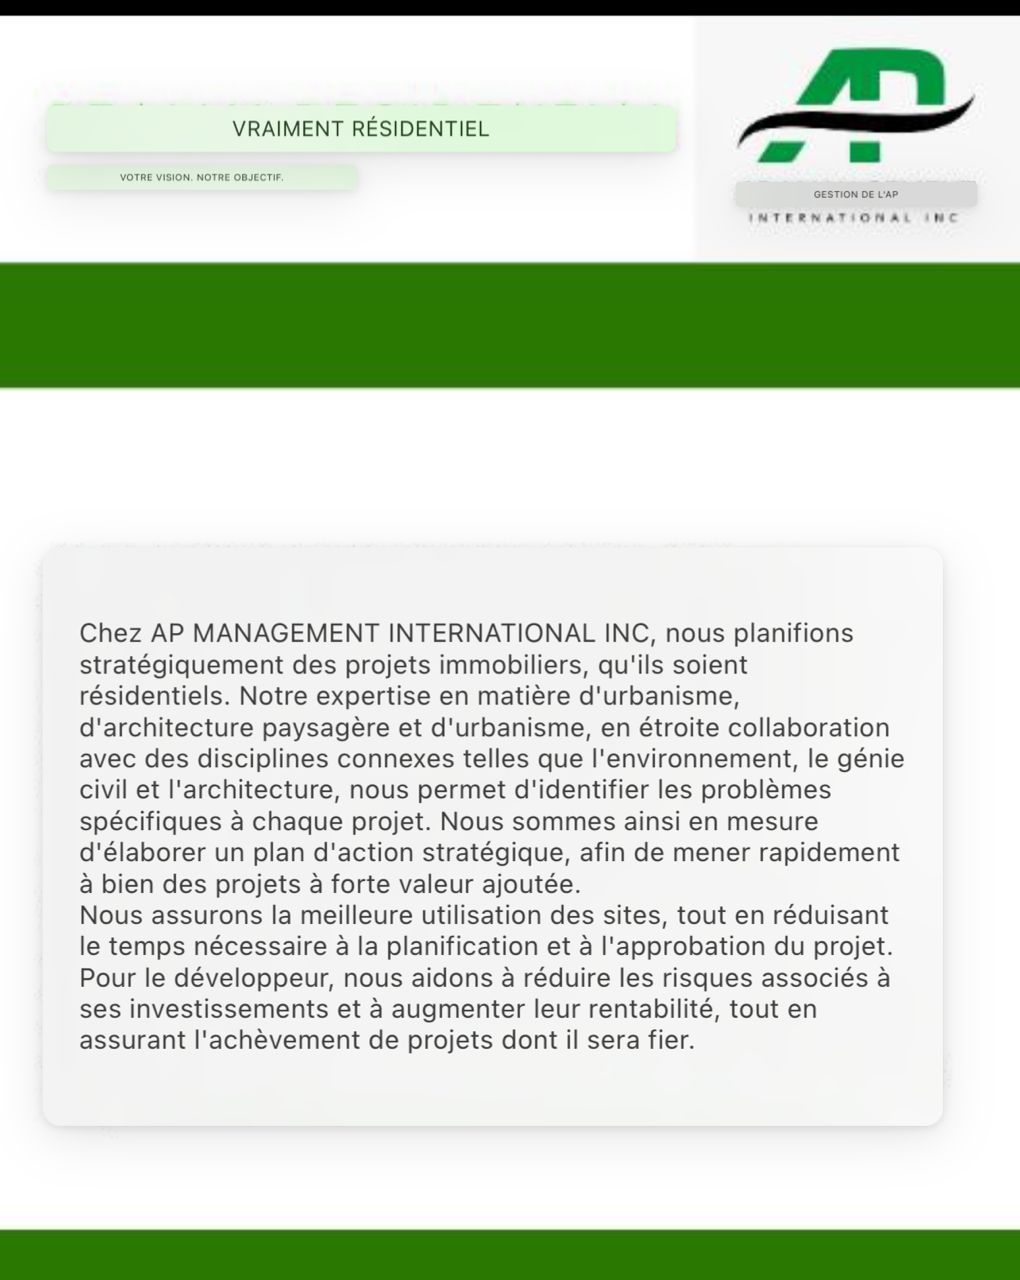 VRAIMENT RÉSIDENTIEL
VOTRE VISION. NOTRE OBJECTIF.
AP
GESTION DE L'AP
INTERNATIONAL INC
Chez AP MANAGEMENT INTERNATIONAL INC, nous planifions
stratégiquement des projets immobiliers, qu'ils soient
résidentiels. Notre expertise en matière d'urbanisme,
d'architecture paysagère et d'urbanisme, en étroite collaboration
avec des disciplines connexes telles que l'environnement, le génie
civil et l'architecture, nous permet d'identifier les problèmes
spécifiques à chaque projet. Nous sommes ainsi en mesure
d'élaborer un plan d'action stratégique, afin de mener rapidement
à bien des projets à forte valeur ajoutée.
Nous assurons la meilleure utilisation des sites, tout en réduisant
le temps nécessaire à la planification et à l'approbation du projet.
Pour le développeur, nous aidons à réduire les risques associés à
ses investissements et à augmenter leur rentabilité, tout en
assurant l'achèvement de projets dont il sera fier.